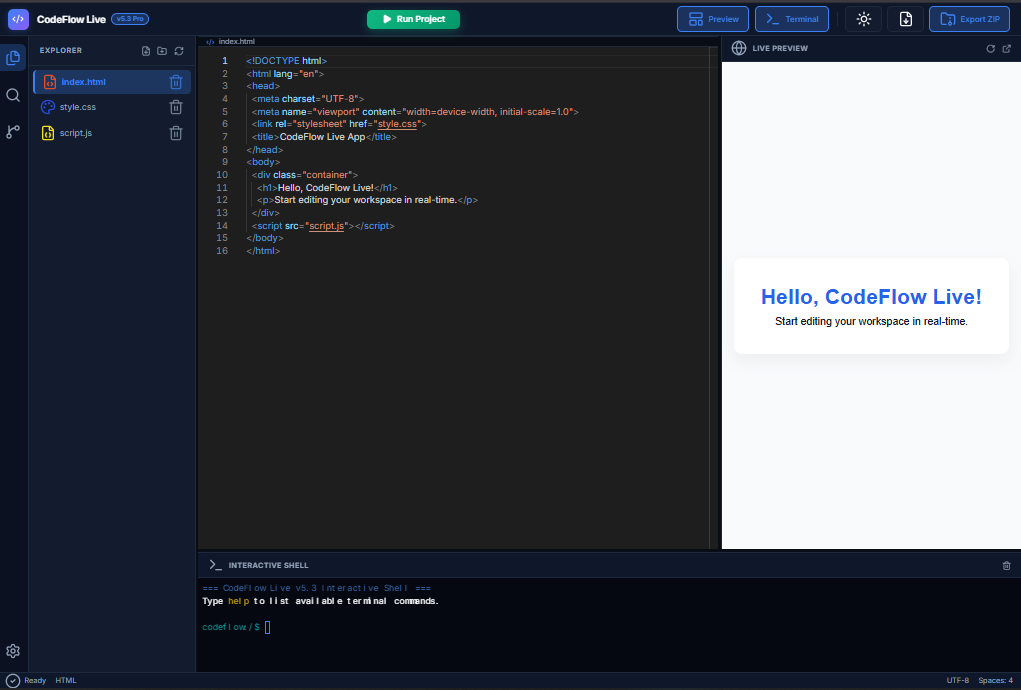 CodeFlow Live v5.3 Pro
Run Project
Preview
Terminal
Export ZIP
EXPLORER
index.html
style.css
script.js
index.html
1 <!DOCTYPE html>
2 <html lang="en">
3 <head>
4 <meta charset="UTF-8">
5 <meta name="viewport" content="width=device-width, initial-scale=1.0">
6 <link rel="stylesheet" href="style.css">
7 <title>CodeFlow Live App</title>
8 </head>
9 <body>
10 <div class="container">
11 <h1>Hello, CodeFlow Live!</h1>
12 <p>Start editing your workspace in real-time.</p>
13 </div>
14 <script src="script.js"></script>
15 </body>
16 </html>
LIVE PREVIEW
Hello, CodeFlow Live!
Start editing your workspace in real-time.
INTERACTIVE SHELL
=== CodeFlow Live v5.3 Interactive Shell ===
Type help to list available terminal commands.
codeflow:/$
Ready HTML
UTF-8 Spaces: 4